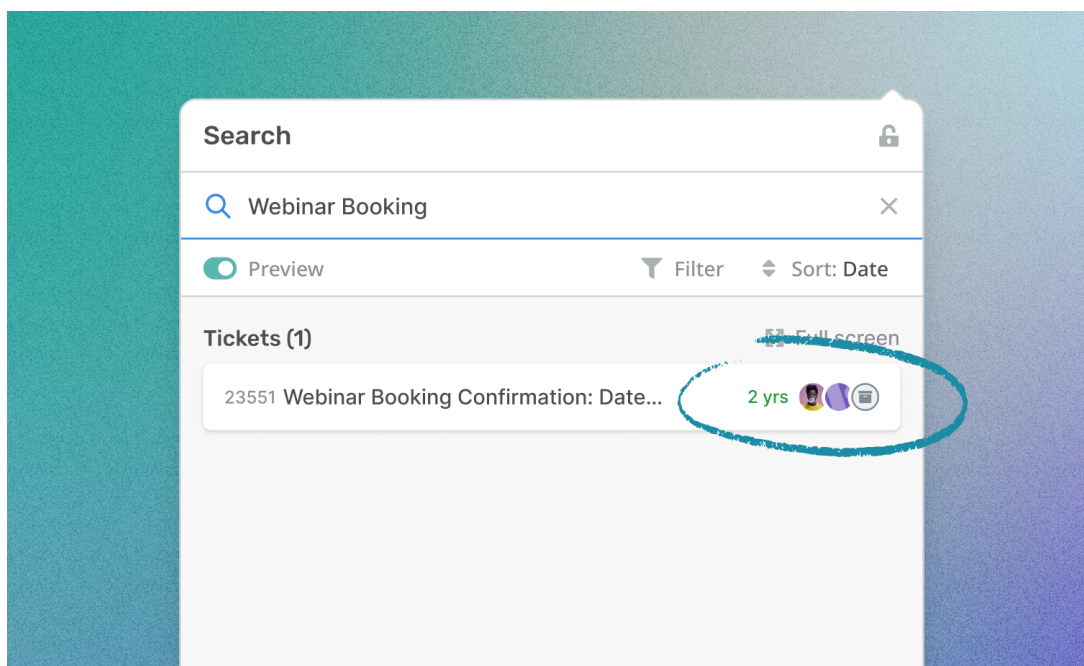 Search
Webinar Booking
Preview Filter Sort: Date
Tickets (1) Full screen
23551 Webinar Booking Confirmation: Date... 2 yrs